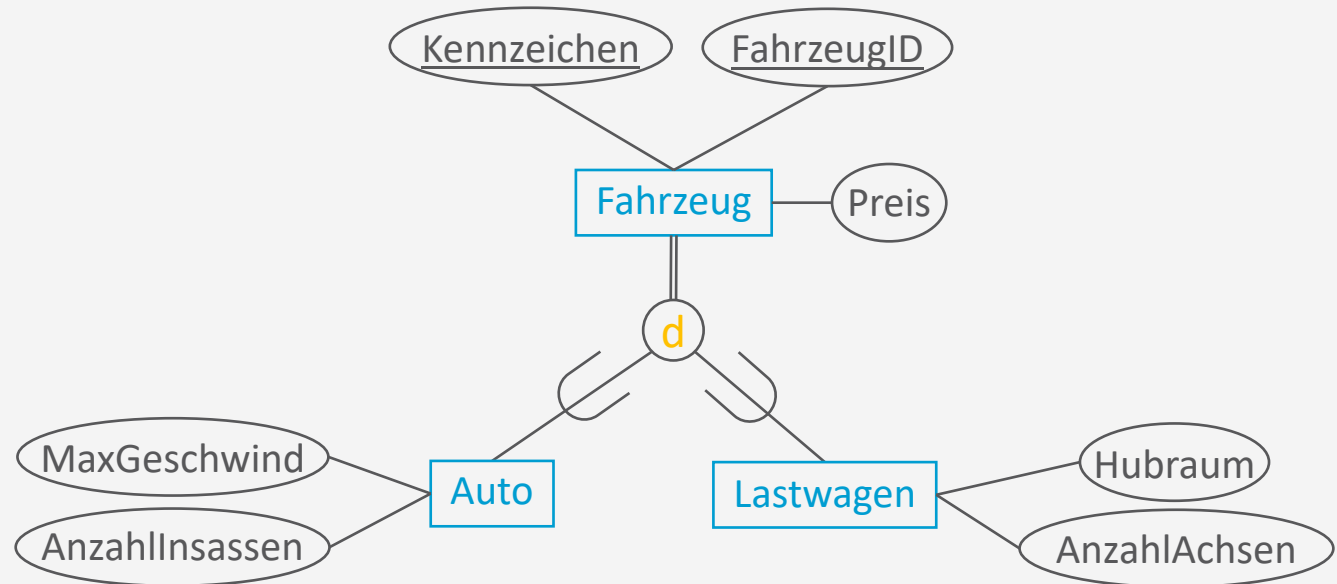 Kennzeichen
FahrzeugID
Fahrzeug
Preis
d
MaxGeschwind
Auto
AnzahlInsassen
Lastwagen
Hubraum
AnzahlAchsen